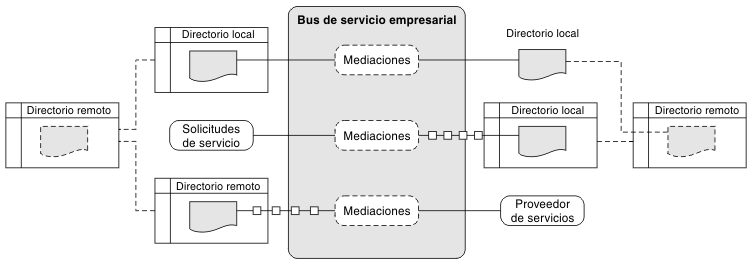 Bus de servicio empresarial
Directorio local
Mediaciones
Directorio local
Directorio remoto
Solicitudes
de servicio
Mediaciones
Directorio local
Directorio remoto
Directorio remoto
Mediaciones
Proveedor
de servicios